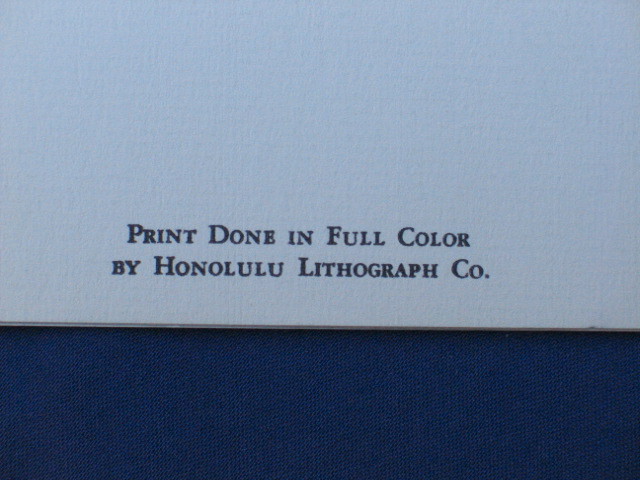 Print Done in Full Color
by Honolulu Lithograph Co.